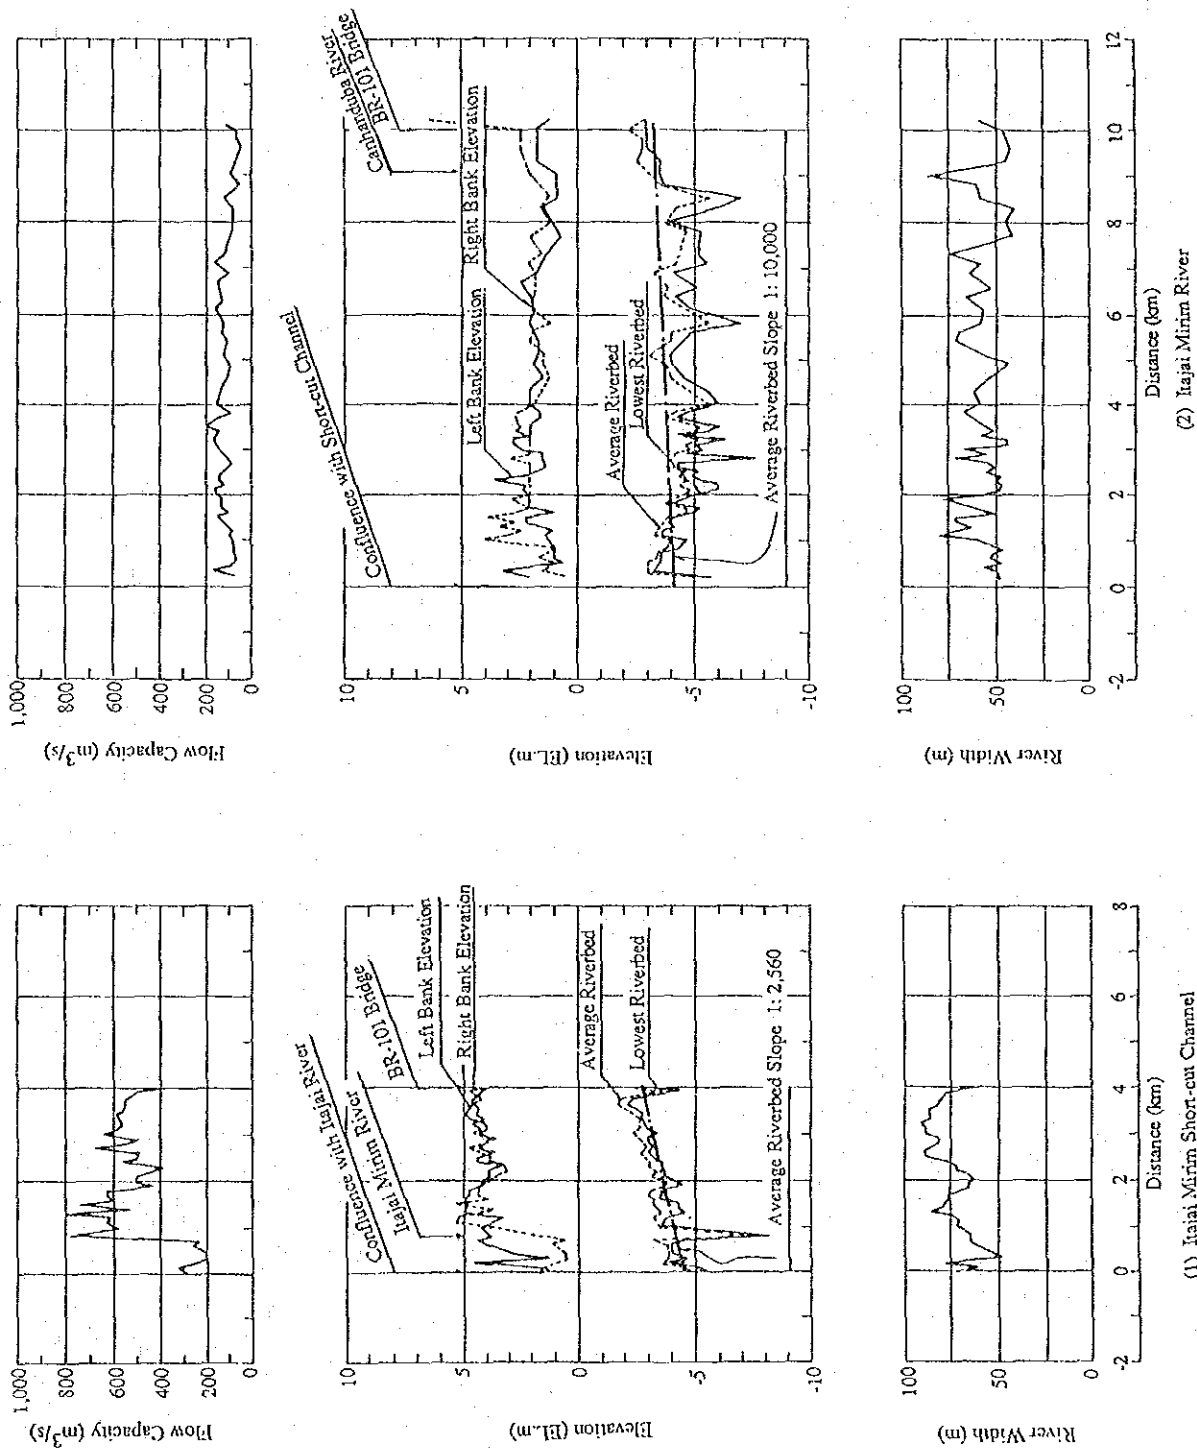 (1) Itajai Mirim Short-cut Channel
Flow Capacity (m³/s)
1,000
800
600
400
200
0
Confluence with Itajai River
Itajai Mirim River
BR-101 Bridge
Left Bank Elevation
Right Bank Elevation
Average Riverbed
Lowest Riverbed
Average Riverbed Slope 1: 2,560
Elevation (EL.m)
10
5
0
-5
-10
River Width (m)
100
50
0
-2
0
2
4
6
8
Distance (km)
(2) Itajai Mirim River
Flow Capacity (m³/s)
1,000
800
600
400
200
0
Confluence with Short-cut Channel
Canhanduba River
BR-101 Bridge
Left Bank Elevation
Right Bank Elevation
Average Riverbed
Lowest Riverbed
Average Riverbed Slope 1: 10,000
Elevation (EL.m)
10
5
0
-5
-10
River Width (m)
100
50
0
-2
0
2
4
6
8
10
12
Distance (km)